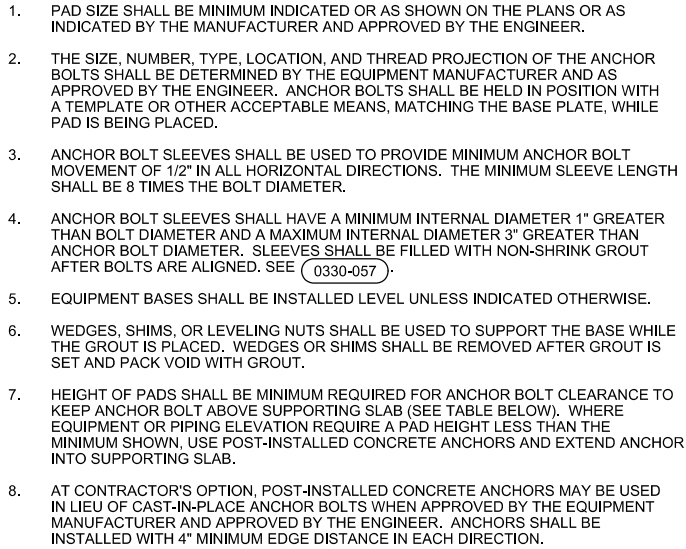 1. PAD SIZE SHALL BE MINIMUM INDICATED OR AS SHOWN ON THE PLANS OR AS
INDICATED BY THE MANUFACTURER AND APPROVED BY THE ENGINEER.
2. THE SIZE, NUMBER, TYPE, LOCATION, AND THREAD PROJECTION OF THE ANCHOR
BOLTS SHALL BE DETERMINED BY THE EQUIPMENT MANUFACTURER AND AS
APPROVED BY THE ENGINEER. ANCHOR BOLTS SHALL BE HELD IN POSITION WITH
A TEMPLATE OR OTHER ACCEPTABLE MEANS, MATCHING THE BASE PLATE, WHILE
PAD IS BEING PLACED.
3. ANCHOR BOLT SLEEVES SHALL BE USED TO PROVIDE MINIMUM ANCHOR BOLT
MOVEMENT OF 1/2" IN ALL HORIZONTAL DIRECTIONS. THE MINIMUM SLEEVE LENGTH
SHALL BE 8 TIMES THE BOLT DIAMETER.
4. ANCHOR BOLT SLEEVES SHALL HAVE A MINIMUM INTERNAL DIAMETER 1" GREATER
THAN BOLT DIAMETER AND A MAXIMUM INTERNAL DIAMETER 3" GREATER THAN
ANCHOR BOLT DIAMETER. SLEEVES SHALL BE FILLED WITH NON-SHRINK GROUT
AFTER BOLTS ARE ALIGNED. SEE 0330-057.
5. EQUIPMENT BASES SHALL BE INSTALLED LEVEL UNLESS INDICATED OTHERWISE.
6. WEDGES, SHIMS, OR LEVELING NUTS SHALL BE USED TO SUPPORT THE BASE WHILE
THE GROUT IS PLACED. WEDGES OR SHIMS SHALL BE REMOVED AFTER GROUT IS
SET AND PACK VOID WITH GROUT.
7. HEIGHT OF PADS SHALL BE MINIMUM REQUIRED FOR ANCHOR BOLT CLEARANCE TO
KEEP ANCHOR BOLT ABOVE SUPPORTING SLAB (SEE TABLE BELOW). WHERE
EQUIPMENT OR PIPING ELEVATION REQUIRE A PAD HEIGHT LESS THAN THE
MINIMUM SHOWN, USE POST-INSTALLED CONCRETE ANCHORS AND EXTEND ANCHOR
INTO SUPPORTING SLAB.
8. AT CONTRACTOR'S OPTION, POST-INSTALLED CONCRETE ANCHORS MAY BE USED
IN LIEU OF CAST-IN-PLACE ANCHOR BOLTS WHEN APPROVED BY THE EQUIPMENT
MANUFACTURER AND APPROVED BY THE ENGINEER. ANCHORS SHALL BE
INSTALLED WITH 4" MINIMUM EDGE DISTANCE IN EACH DIRECTION.